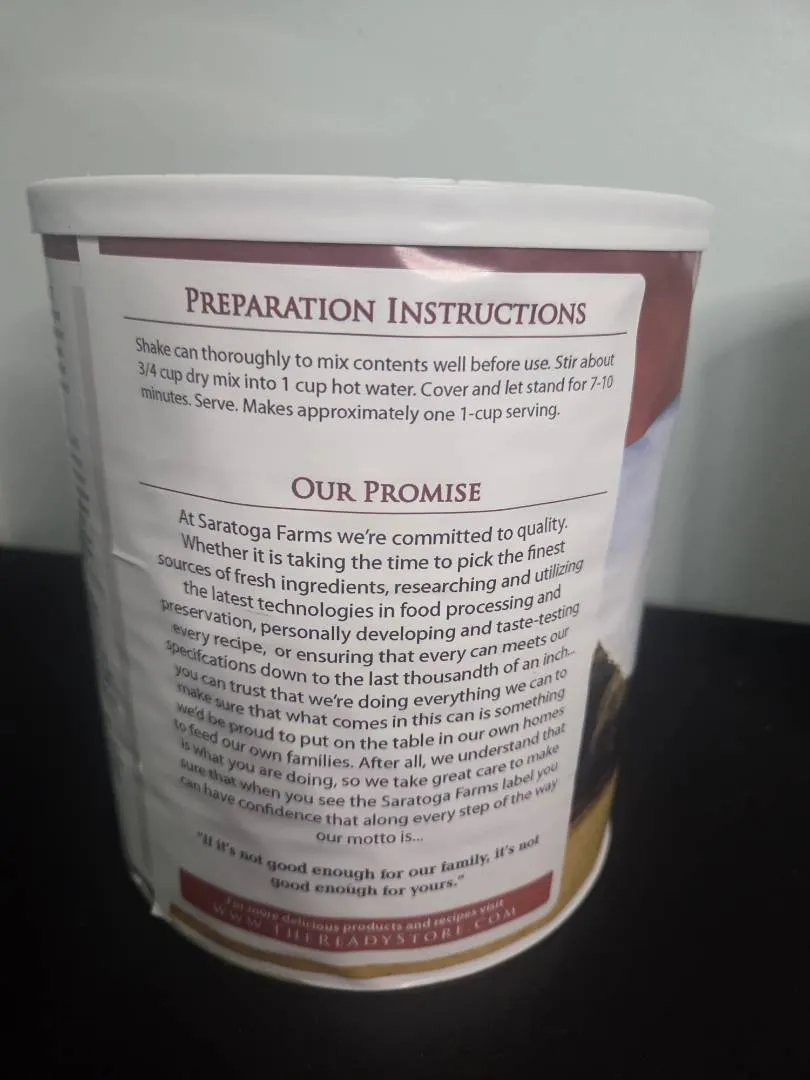 PREPARATION INSTRUCTIONS
Shake can thoroughly to mix contents well before use. Stir about
3/4 cup dry mix into 1 cup hot water. Cover and let stand for 7-10
minutes. Serve. Makes approximately one 1-cup serving.
OUR PROMISE
At Saratoga Farms we're committed to quality.
Whether it is taking the time to pick the finest
sources of fresh ingredients, researching and utilizing
the latest technologies in food processing and
preservation, personally developing and taste-testing
every recipe, or ensuring that every can meets our
specifcations down to the last thousandth of an inch...
you can trust that we're doing everything we can to
make sure that what comes in this can is something
we'd be proud to put on the table in our own homes
to feed our own families. After all, we understand that
is what you are doing, so we take great care to make
sure that when you see the Saratoga Farms label you
can have confidence that along every step of the way
our motto is...
"If it's not good enough for our family, it's not
good enough for yours."
For more delicious products and recipes visit
WWW.THEREADYSTORE.COM